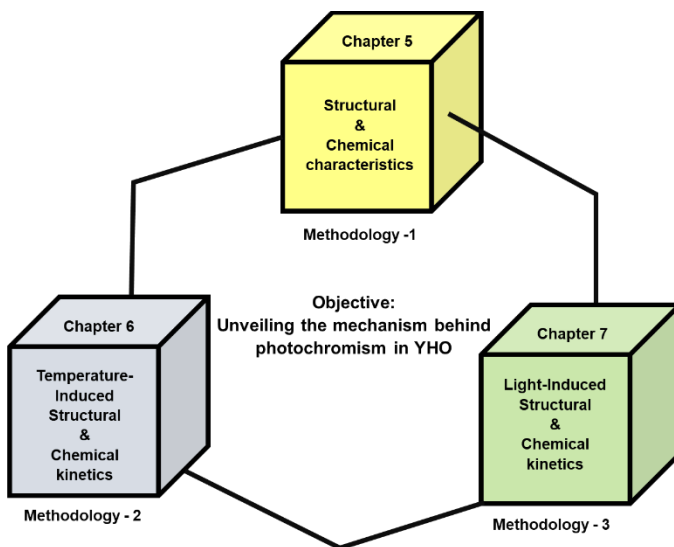 Chapter 5
Structural
&
Chemical
characteristics
Methodology -1
Objective:
Unveiling the mechanism behind
photochromism in YHO
Chapter 6
Temperature-
Induced
Structural
&
Chemical
kinetics
Methodology - 2
Chapter 7
Light-Induced
Structural
&
Chemical
kinetics
Methodology - 3